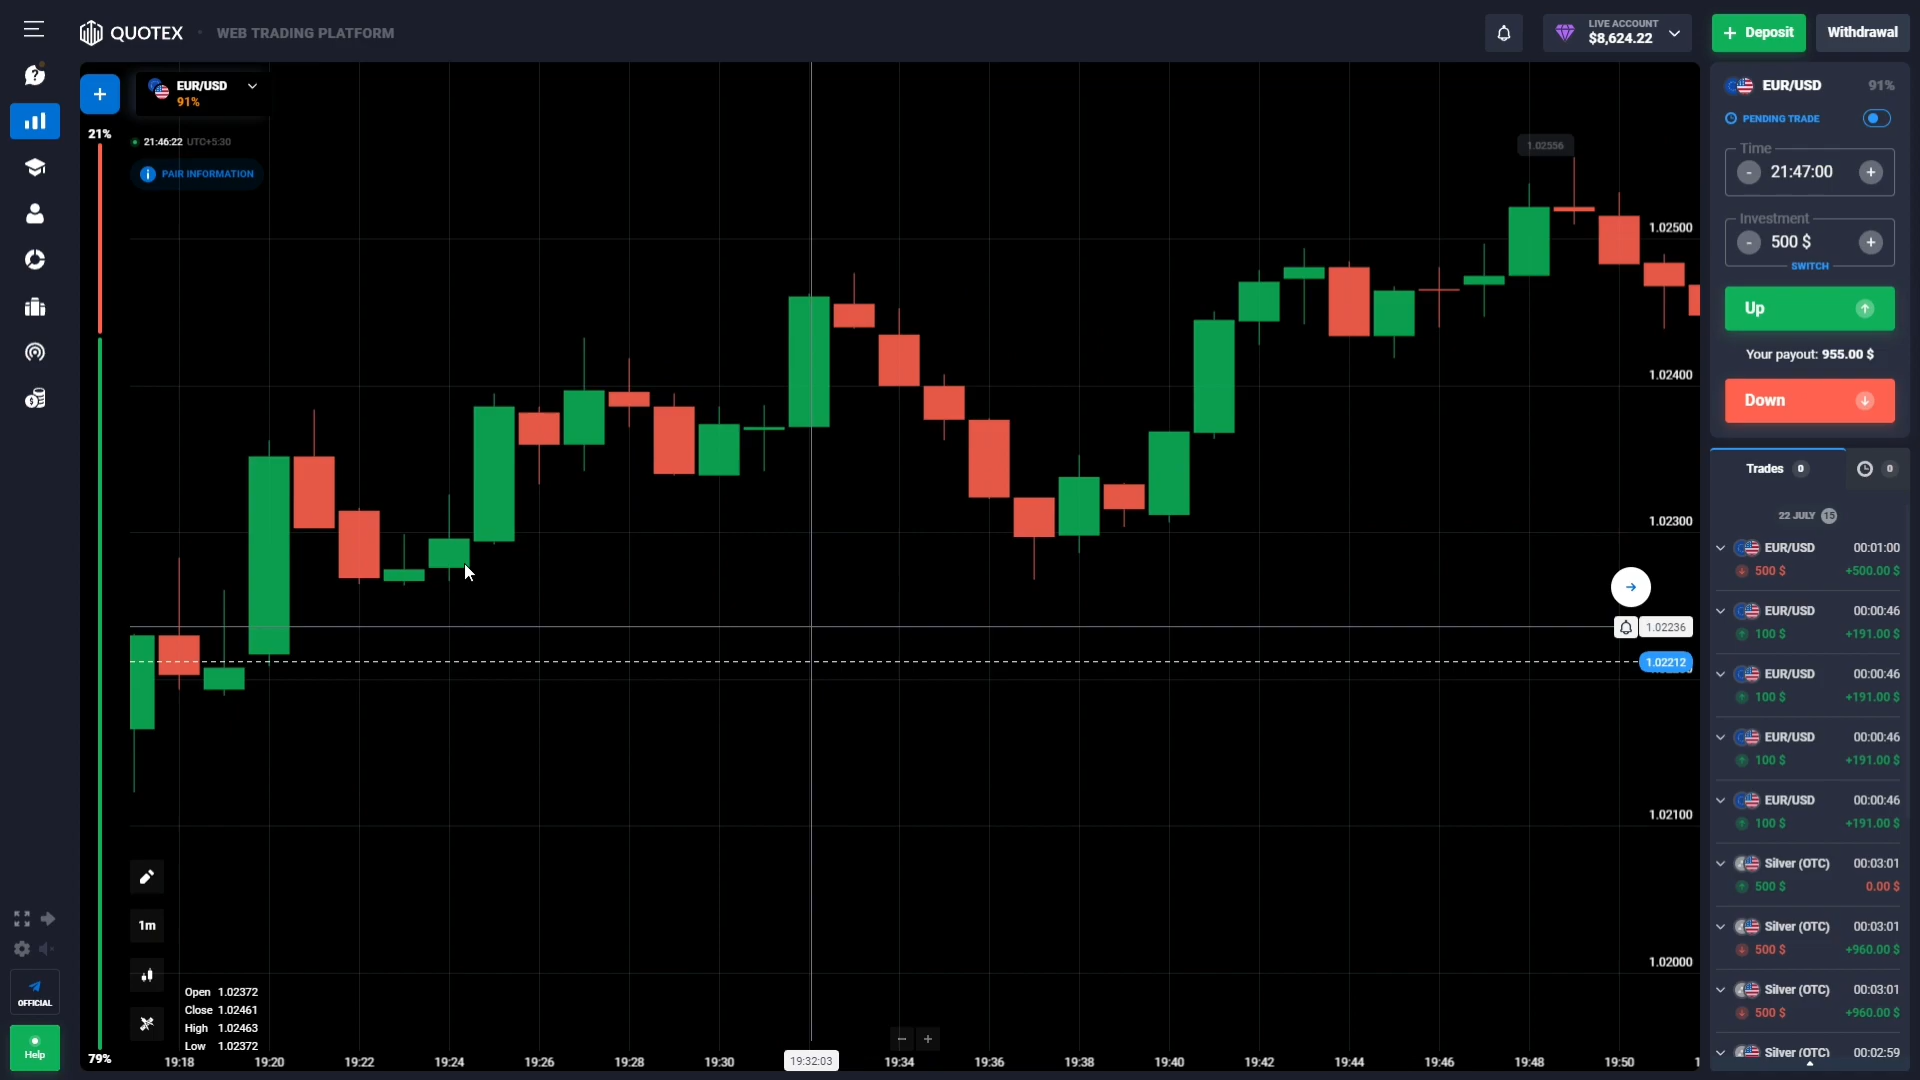 QUOTEX
WEB TRADING PLATFORM
LIVE ACCOUNT
$8,624.22
+ Deposit
Withdrawal
EUR/USD
91%
21%
21:46:22 UTC+5:30
PAIR INFORMATION
1.02556
1.02500
1.02400
1.02300
1.02236
1.02212
1.02100
1.02000
1m
Open 1.02372
Close 1.02461
High 1.02463
Low 1.02372
79%
19:18
19:20
19:22
19:24
19:26
19:28
19:30
19:32:03
19:34
19:36
19:38
19:40
19:42
19:44
19:46
19:48
19:50
OFFICIAL
Help
EUR/USD 91%
PENDING TRADE
Time
- 21:47:00 +
Investment
- 500 $ +
SWITCH
Up
Your payout: 955.00 $
Down
Trades 0
0
22 JULY 15
EUR/USD 00:01:00
500 $ +500.00 $
EUR/USD 00:00:46
100 $ +191.00 $
EUR/USD 00:00:46
100 $ +191.00 $
EUR/USD 00:00:46
100 $ +191.00 $
EUR/USD 00:00:46
100 $ +191.00 $
Silver (OTC) 00:03:01
500 $ 0.00 $
Silver (OTC) 00:03:01
500 $ +960.00 $
Silver (OTC) 00:03:01
500 $ +960.00 $
Silver (OTC) 00:02:59